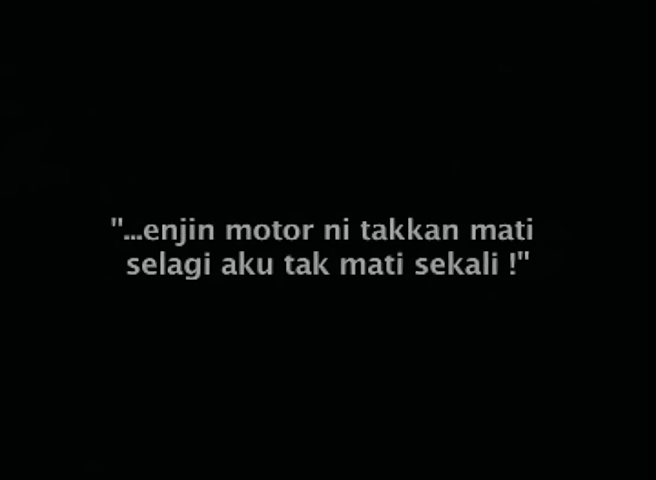 "...enjin motor ni takkan mati
selagi aku tak mati sekali !"